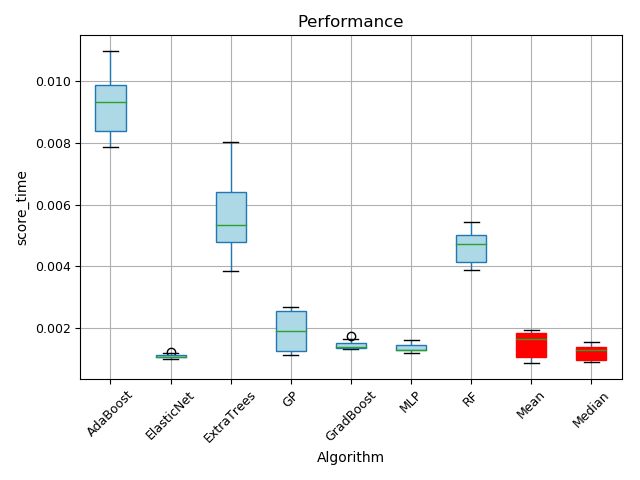 Performance
score_time
0.010
0.008
0.006
0.004
0.002
AdaBoost
ElasticNet
ExtraTrees
GP
GradBoost
MLP
RF
Mean
Median
Algorithm